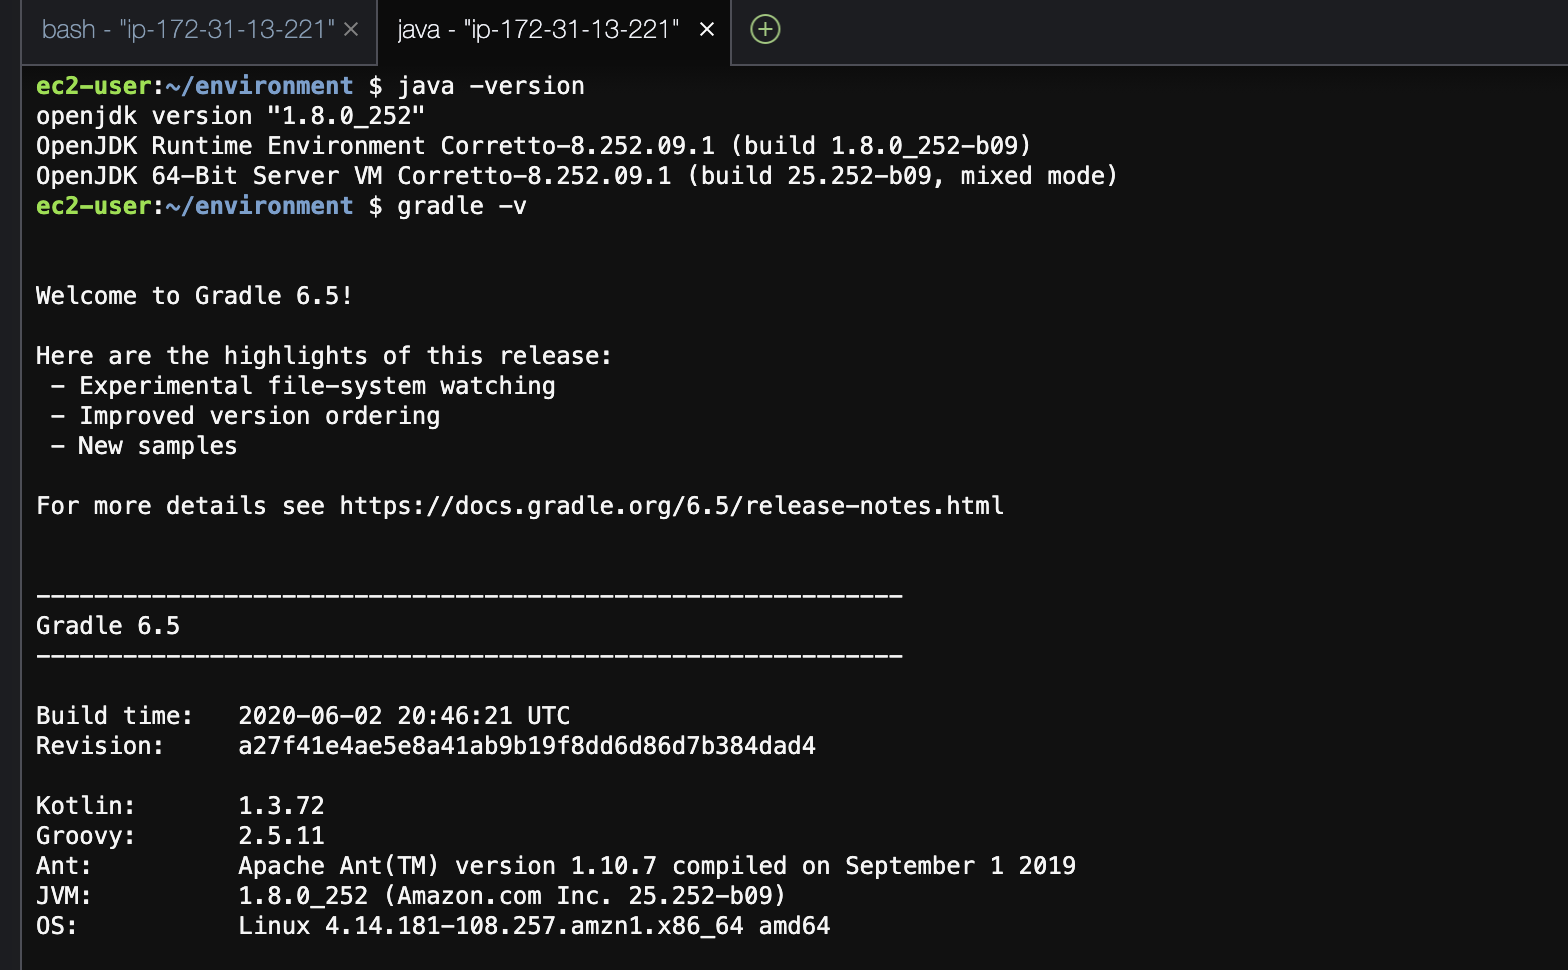 bash - "ip-172-31-13-221" ×
java - "ip-172-31-13-221" ×
ec2-user:~/environment $ java -version
openjdk version "1.8.0_252"
OpenJDK Runtime Environment Corretto-8.252.09.1 (build 1.8.0_252-b09)
OpenJDK 64-Bit Server VM Corretto-8.252.09.1 (build 25.252-b09, mixed mode)
ec2-user:~/environment $ gradle -v
Welcome to Gradle 6.5!
Here are the highlights of this release:
- Experimental file-system watching
- Improved version ordering
- New samples
For more details see https://docs.gradle.org/6.5/release-notes.html
------------------------------------------------------------
Gradle 6.5
------------------------------------------------------------
Build time:   2020-06-02 20:46:21 UTC
Revision:     a27f41e4ae5e8a41ab9b19f8dd6d86d7b384dad4
Kotlin:       1.3.72
Groovy:       2.5.11
Ant:          Apache Ant(TM) version 1.10.7 compiled on September 1 2019
JVM:          1.8.0_252 (Amazon.com Inc. 25.252-b09)
OS:           Linux 4.14.181-108.257.amzn1.x86_64 amd64